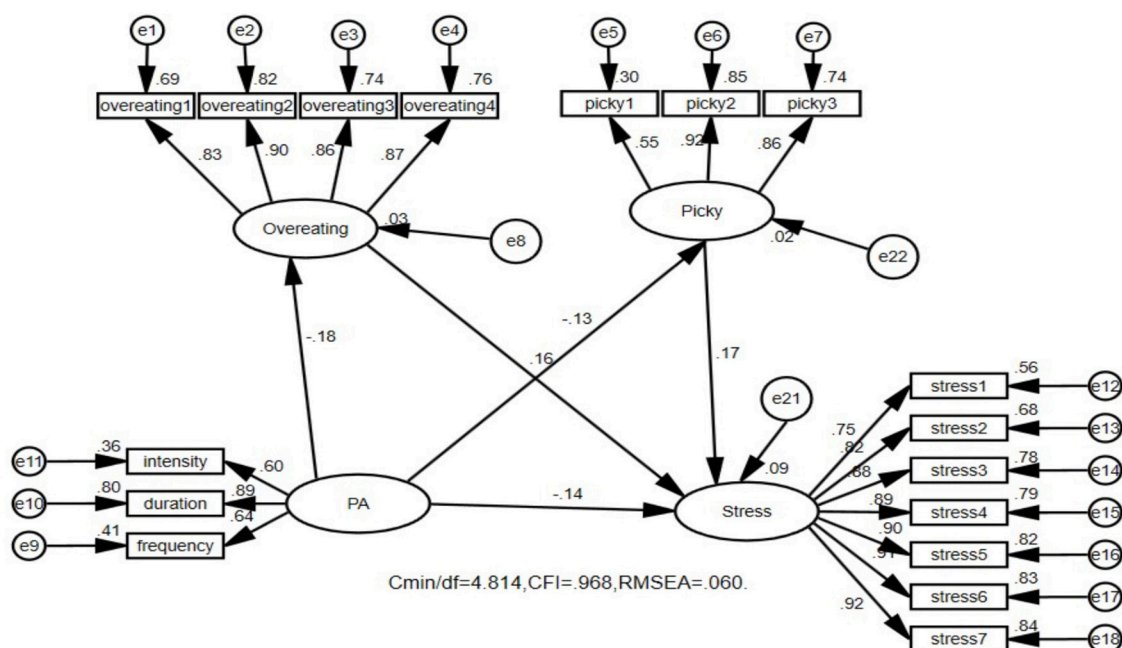 e1 e2 e3 e4 e5 e6 e7
.69 .82 .74 .76 .30 .85 .74
overeating1 overeating2 overeating3 overeating4 picky1 picky2 picky3
.83 .90 .86 .87 .55 .92 .86
Overeating .03 e8 Picky .02 e22
-.18 -.13 .16 .17
e21
.56
stress1 e12
.75 .68
stress2 e13
.82
e11 .36 intensity .60 .88 stress3 .78 e14
e10 .80 duration .89 PA -.14 .09 Stress .89 stress4 .79 e15
e9 .41 frequency .64 .90 stress5 .82 e16
.91
Cmin/df=4.814,CFI=.968,RMSEA=.060.
stress6 .83 e17
.92 stress7 .84 e18